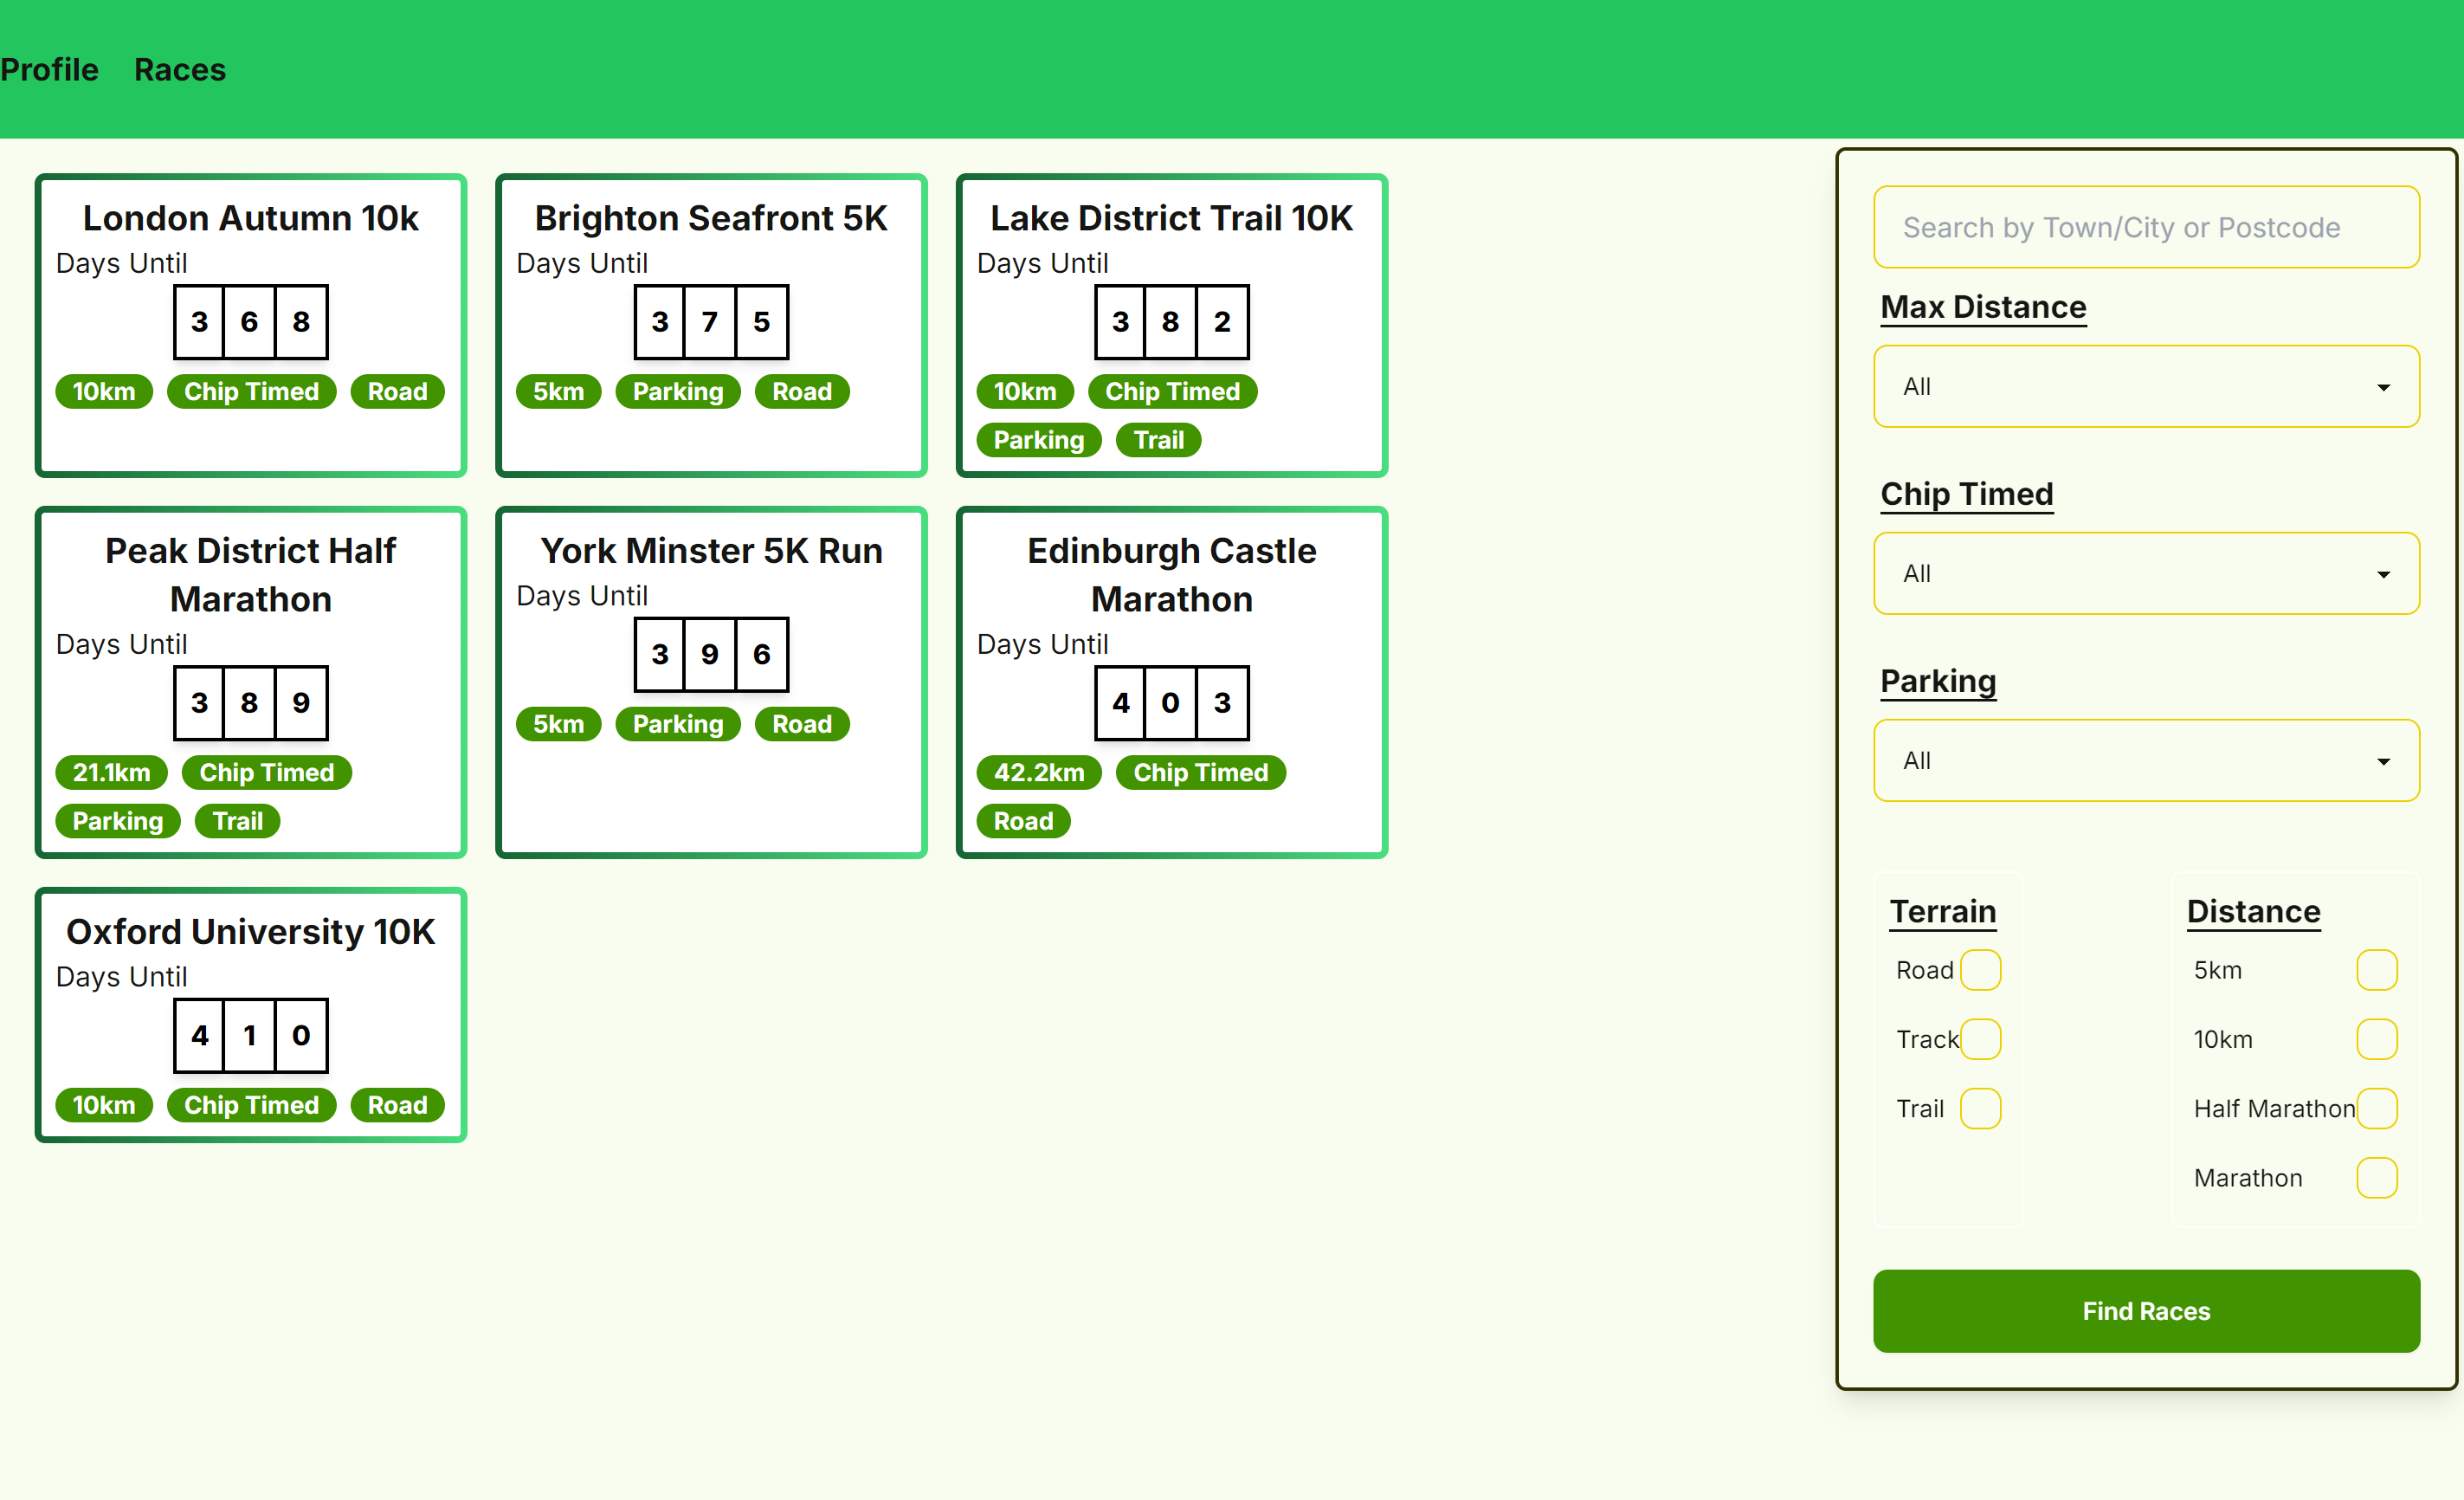 Profile Races
London Autumn 10k
Days Until
3 6 8
10km Chip Timed Road
Brighton Seafront 5K
Days Until
3 7 5
5km Parking Road
Lake District Trail 10K
Days Until
3 8 2
10km Chip Timed
Parking Trail
Peak District Half
Marathon
Days Until
3 8 9
21.1km Chip Timed
Parking Trail
York Minster 5K Run
Days Until
3 9 6
5km Parking Road
Edinburgh Castle
Marathon
Days Until
4 0 3
42.2km Chip Timed
Road
Oxford University 10K
Days Until
4 1 0
10km Chip Timed Road
Search by Town/City or Postcode
Max Distance
All
Chip Timed
All
Parking
All
Terrain
Road
Track
Trail
Distance
5km
10km
Half Marathon
Marathon
Find Races